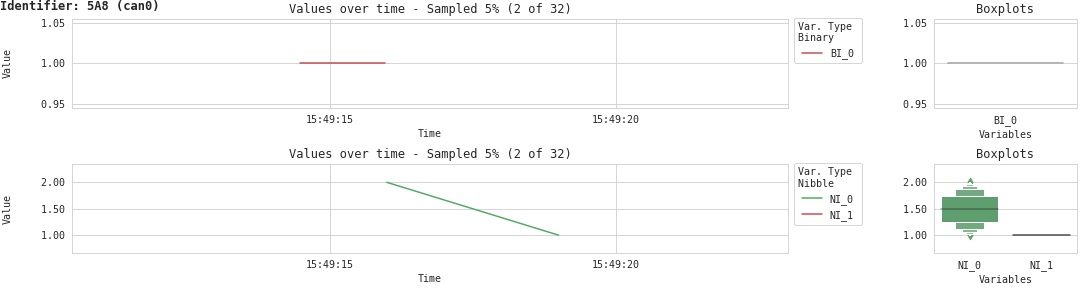 Identifier: 5A8 (can0)
Values over time - Sampled 5% (2 of 32)
Boxplots
1.05
1.00
0.95
Value
15:49:15
15:49:20
Time
Var. Type
Binary
BI_0
1.05
1.00
0.95
BI_0
Variables
Values over time - Sampled 5% (2 of 32)
Boxplots
2.00
1.50
1.00
Value
15:49:15
15:49:20
Time
Var. Type
Nibble
NI_0
NI_1
2.00
1.50
1.00
NI_0
NI_1
Variables